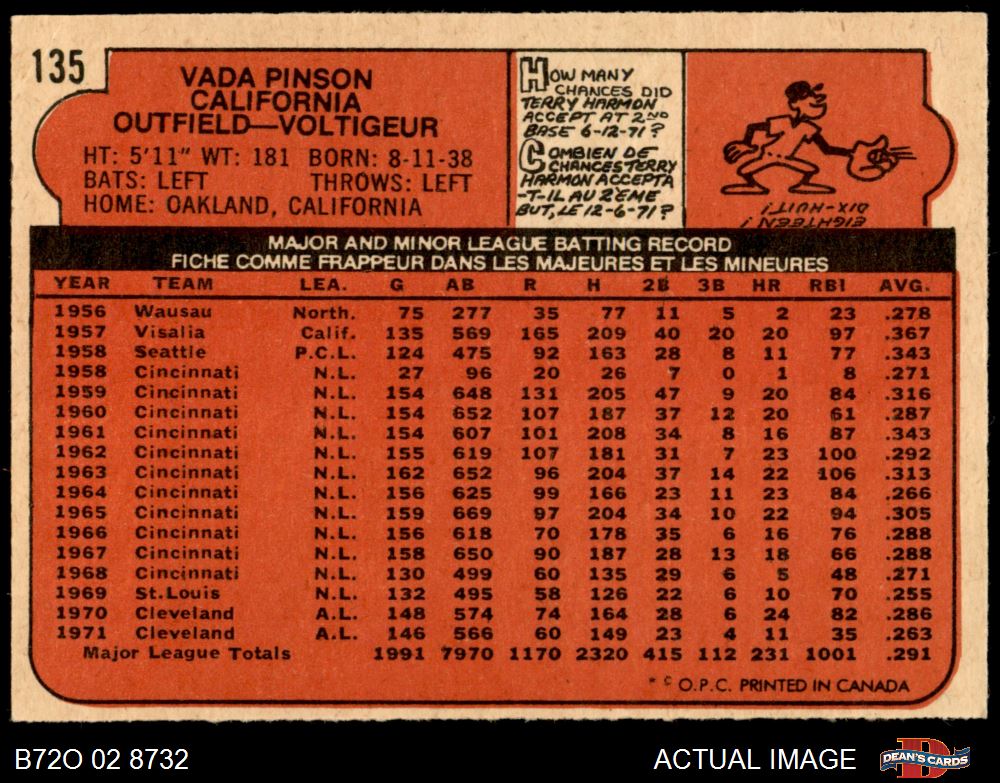 135
VADA PINSON
CALIFORNIA
OUTFIELD—VOLTIGEUR
HT: 5'11" WT: 181 BORN: 8-11-38
BATS: LEFT THROWS: LEFT
HOME: OAKLAND, CALIFORNIA
HOW MANY
CHANCES DID
TERRY HARMON
ACCEPT AT 2ND
BASE 6-12-71?
COMBIEN DE
CHANCES TERRY
HARMON ACCEPTA
-T-IL AU 2EME
BUT, LE 12-6-71?
EIGHTEEN!
DIX-HUIT!
MAJOR AND MINOR LEAGUE BATTING RECORD
FICHE COMME FRAPPEUR DANS LES MAJEURES ET LES MINEURES
YEAR TEAM LEA. G AB R H 2B 3B HR RBI AVG.
1956 Wausau North. 75 277 35 77 11 5 2 23 .278
1957 Visalia Calif. 135 569 165 209 40 20 20 97 .367
1958 Seattle P.C.L. 124 475 92 163 28 8 11 77 .343
1958 Cincinnati N.L. 27 96 20 26 7 0 1 8 .271
1959 Cincinnati N.L. 154 648 131 205 47 9 20 84 .316
1960 Cincinnati N.L. 154 652 107 187 37 12 20 61 .287
1961 Cincinnati N.L. 154 607 101 208 34 8 16 87 .343
1962 Cincinnati N.L. 155 619 107 181 31 7 23 100 .292
1963 Cincinnati N.L. 162 652 96 204 37 14 22 106 .313
1964 Cincinnati N.L. 156 625 99 166 23 11 23 84 .266
1965 Cincinnati N.L. 159 669 97 204 34 10 22 94 .305
1966 Cincinnati N.L. 156 618 70 178 35 6 16 76 .288
1967 Cincinnati N.L. 158 650 90 187 28 13 18 66 .288
1968 Cincinnati N.L. 130 499 60 135 29 6 5 48 .271
1969 St.Louis N.L. 132 495 58 126 22 6 10 70 .255
1970 Cleveland A.L. 148 574 74 164 28 6 24 82 .286
1971 Cleveland A.L. 146 566 60 149 23 4 11 35 .263
Major League Totals 1991 7970 1170 2320 415 112 231 1001 .291
* © O.P.C. PRINTED IN CANADA
B72O 02 8732
ACTUAL IMAGE
DEAN'S CARDS